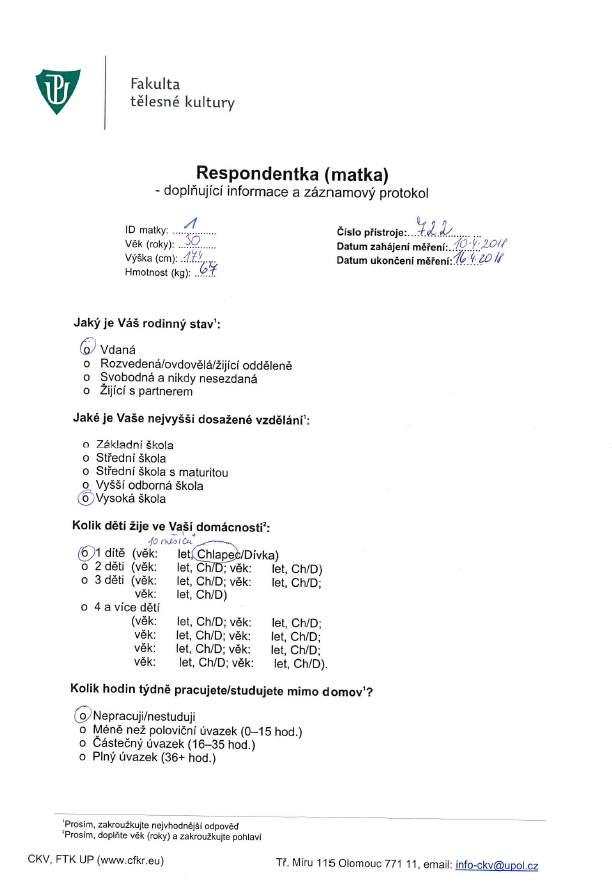 Fakulta
tělesné kultury
Respondentka (matka)
- doplňující informace a záznamový protokol
ID matky: 1
Věk (roky): 30
Výška (cm): 174
Hmotnost (kg): 67
Číslo přístroje: 722
Datum zahájení měření: 10.4.2018
Datum ukončení měření: 16.4.2018
Jaký je Váš rodinný stav¹:
o Vdaná
o Rozvedená/ovdovělá/žijící odděleně
o Svobodná a nikdy nesezdaná
o Žijící s partnerem
Jaké je Vaše nejvyšší dosažené vzdělání¹:
o Základní škola
o Střední škola
o Střední škola s maturitou
o Vyšší odborná škola
o Vysoká škola
Kolik dětí žije ve Vaší domácnosti²:
10 měsíců
o 1 dítě (věk: let, Chlapec/Dívka)
o 2 děti (věk: let, Ch/D; věk: let, Ch/D)
o 3 děti (věk: let, Ch/D; věk: let, Ch/D;
věk: let, Ch/D)
o 4 a více dětí
(věk: let, Ch/D; věk: let, Ch/D;
věk: let, Ch/D; věk: let, Ch/D;
věk: let, Ch/D; věk: let, Ch/D;
věk: let, Ch/D; věk: let, Ch/D).
Kolik hodin týdně pracujete/studujete mimo domov¹?
o Nepracuji/nestuduji
o Méně než poloviční úvazek (0–15 hod.)
o Částečný úvazek (16–35 hod.)
o Plný úvazek (36+ hod.)
¹Prosím, zakroužkujte nejvhodnější odpověď
²Prosím, doplňte věk (roky) a zakroužkujte pohlaví
CKV, FTK UP (www.cfkr.eu)
Tř. Míru 115 Olomouc 771 11, email: info-ckv@upol.cz